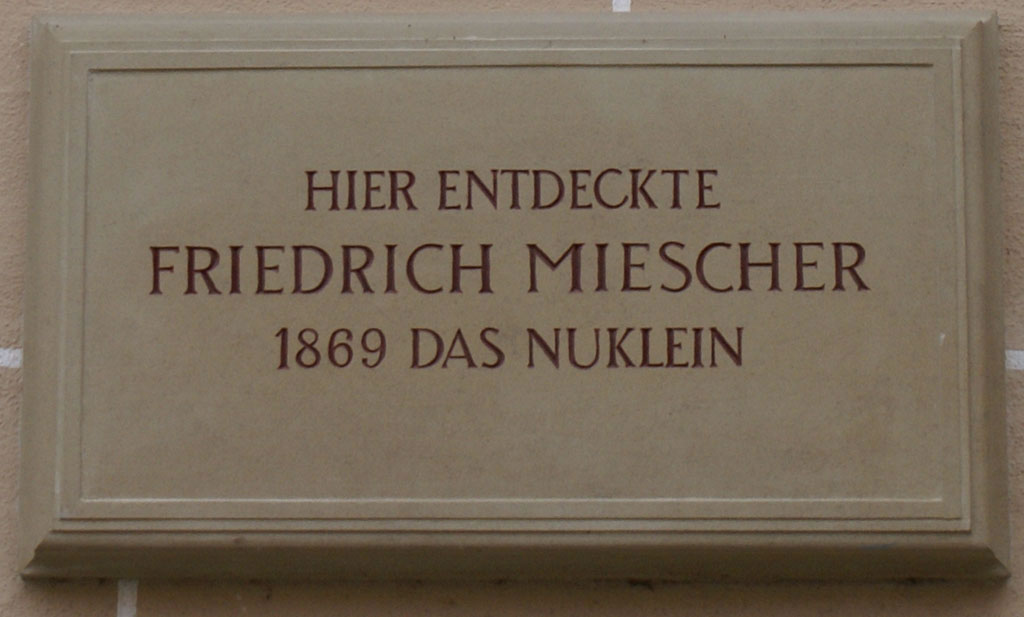 HIER ENTDECKTE
FRIEDRICH MIESCHER
1869 DAS NUKLEIN